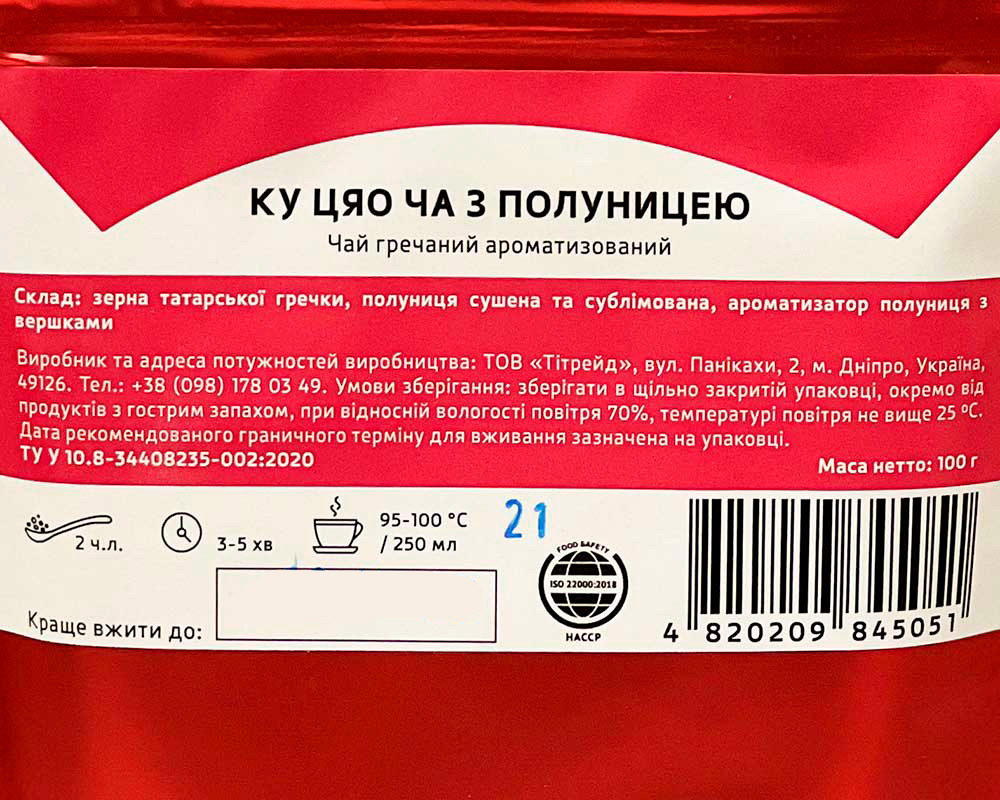 КУ ЦЯО ЧА З ПОЛУНИЦЕЮ
Чай гречаний ароматизований
Склад: зерна татарської гречки, полуниця сушена та сублімована, ароматизатор полуниця з
вершками
Виробник та адреса потужностей виробництва: ТОВ «Тітрейд», вул. Панікахи, 2, м. Дніпро, Україна,
49126. Тел.: +38 (098) 178 03 49. Умови зберігання: зберігати в щільно закритій упаковці, окремо від
продуктів з гострим запахом, при відносній вологості повітря 70%, температурі повітря не вище 25 ºС.
Дата рекомендованого граничного терміну для вживання зазначена на упаковці.
ТУ У 10.8-34408235-002:2020
Маса нетто: 100 г
2 ч.л.
3-5 хв
95-100 °C
/ 250 мл
21
FOOD SAFETY
ISO 22000:2018
HACCP
Краще вжити до:
4 820209 845051